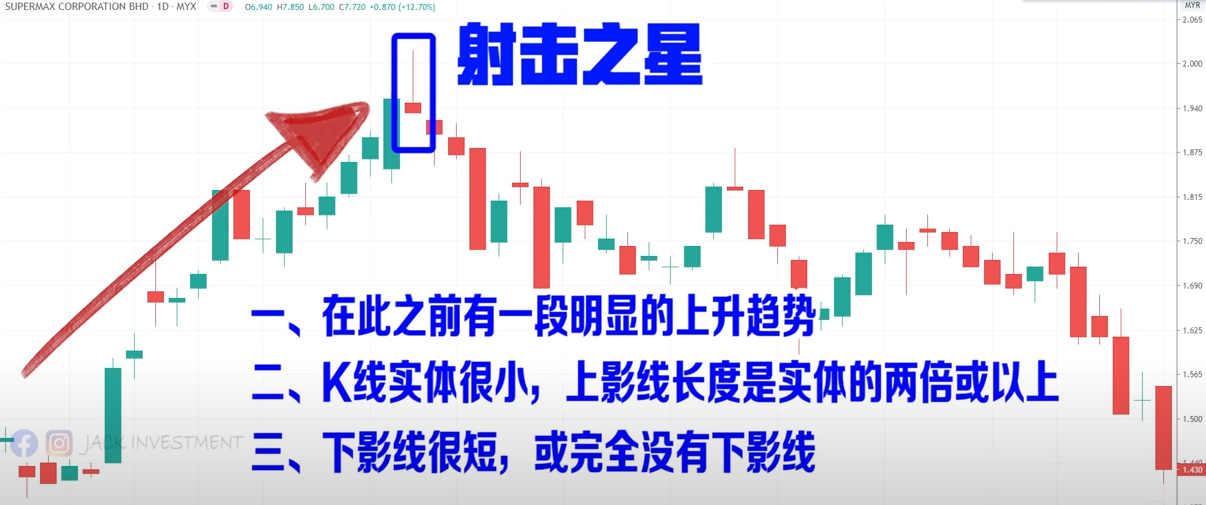 SUPERMAX CORPORATION BHD · 1D · MYX
D
O6.940 H7.850 L6.700 C7.720 +0.870 (+12.70%)
MYR
射击之星
2.065
2.000
1.940
1.875
1.815
1.750
1.690
一、在此之前有一段明显的上升趋势
1.625
二、K线实体很小，上影线长度是实体的两倍或以上
1.565
1.500
JACK INVESTMENT
三、下影线很短，或完全没有下影线
1.430